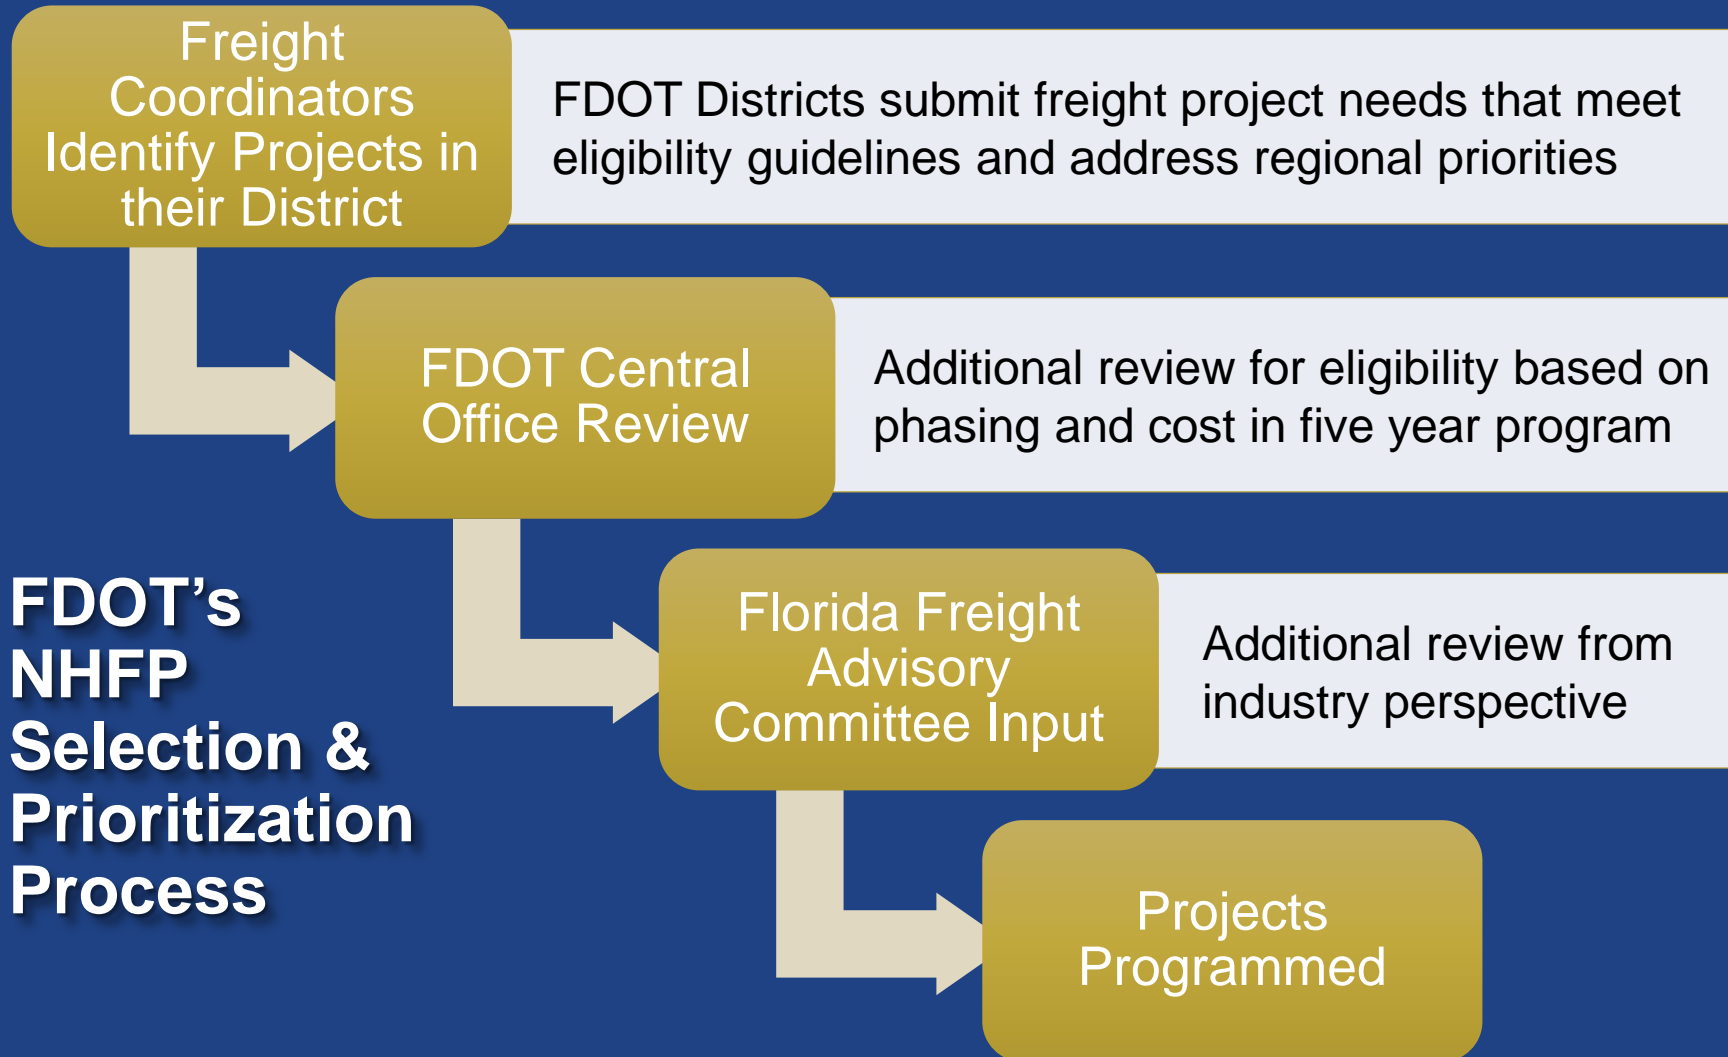 Freight
Coordinators
Identify Projects in
their District
FDOT Districts submit freight project needs that meet
eligibility guidelines and address regional priorities
FDOT Central
Office Review
Additional review for eligibility based on
phasing and cost in five year program
Florida Freight
Advisory
Committee Input
Additional review from
industry perspective
Projects
Programmed
FDOT’s
NHFP
Selection &
Prioritization
Process